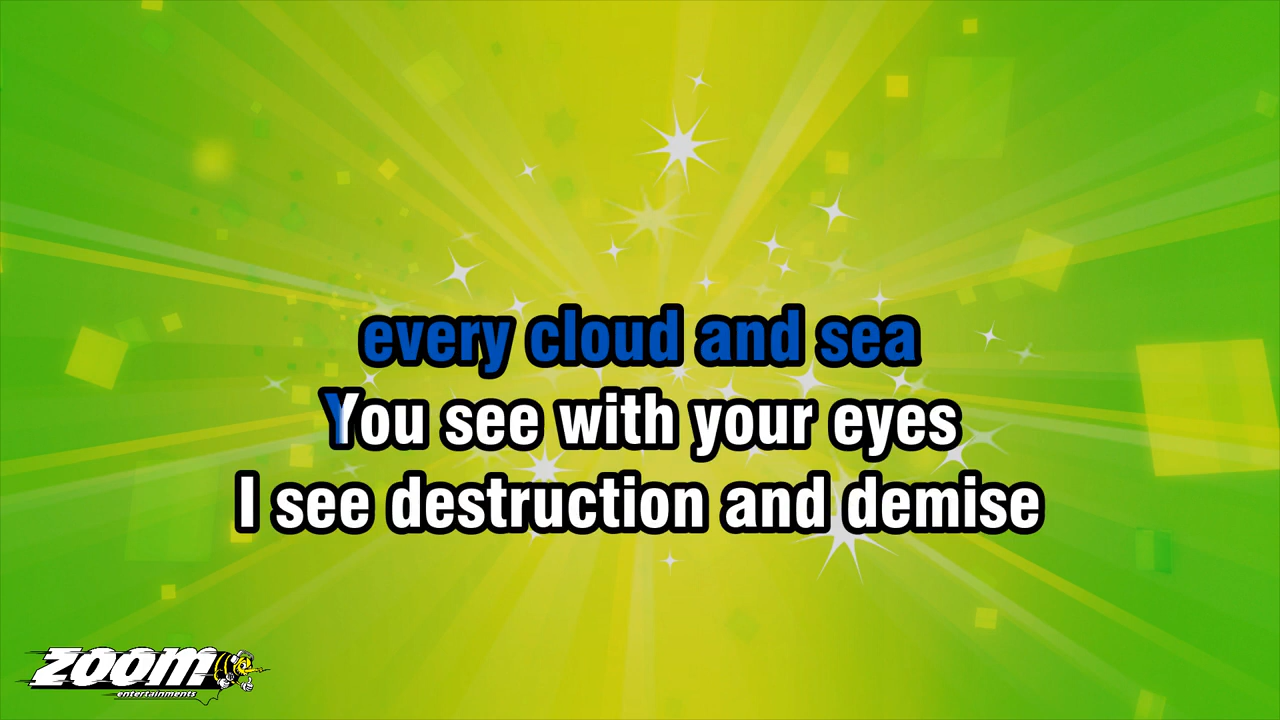 every cloud and sea
You see with your eyes
I see destruction and demise
ZOOM
entertainments